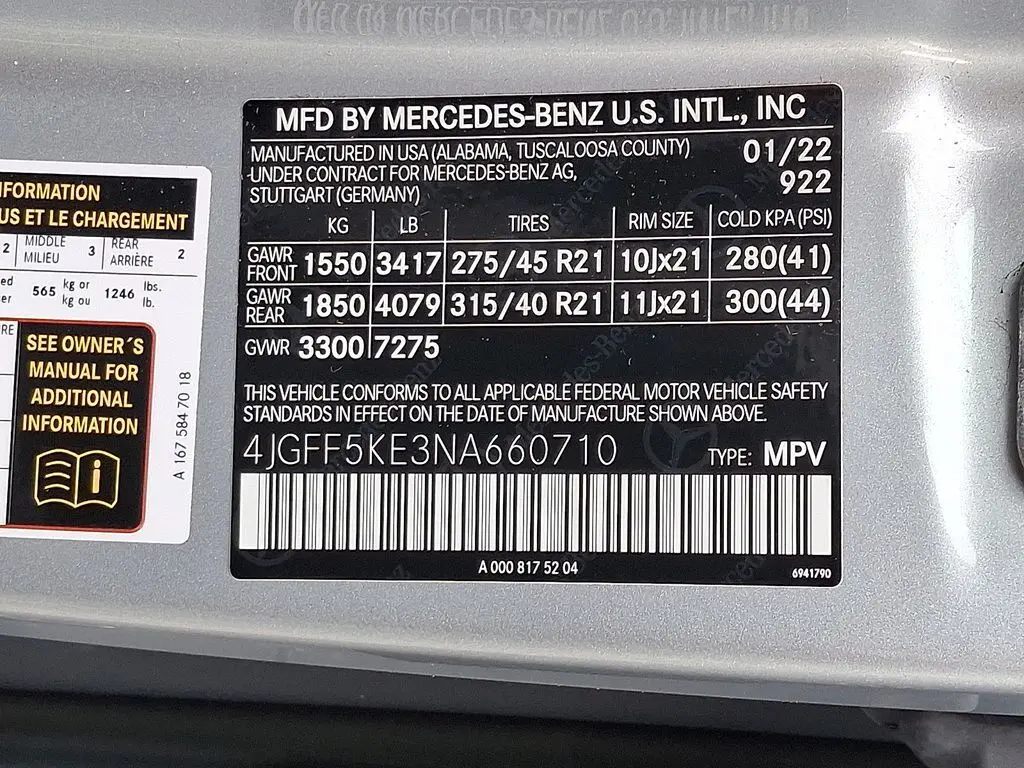 NFORMATION
US ET LE CHARGEMENT
2 MIDDLE MILIEU 3 REAR ARRIÈRE 2
565 kg or kg ou 1246 lbs. lb.
SEE OWNER´S
MANUAL FOR
ADDITIONAL
INFORMATION
A 167 584 70 18
MFD BY MERCEDES-BENZ U.S. INTL., INC
MANUFACTURED IN USA (ALABAMA, TUSCALOOSA COUNTY) 01/22
UNDER CONTRACT FOR MERCEDES-BENZ AG, 922
STUTTGART (GERMANY)
KG LB TIRES RIM SIZE COLD KPA (PSI)
GAWR FRONT 1550 3417 275/45 R21 10Jx21 280(41)
GAWR REAR 1850 4079 315/40 R21 11Jx21 300(44)
GVWR 3300 7275
THIS VEHICLE CONFORMS TO ALL APPLICABLE FEDERAL MOTOR VEHICLE SAFETY
STANDARDS IN EFFECT ON THE DATE OF MANUFACTURE SHOWN ABOVE.
4JGFF5KE3NA660710 TYPE: MPV
A 000 817 52 04
6941790